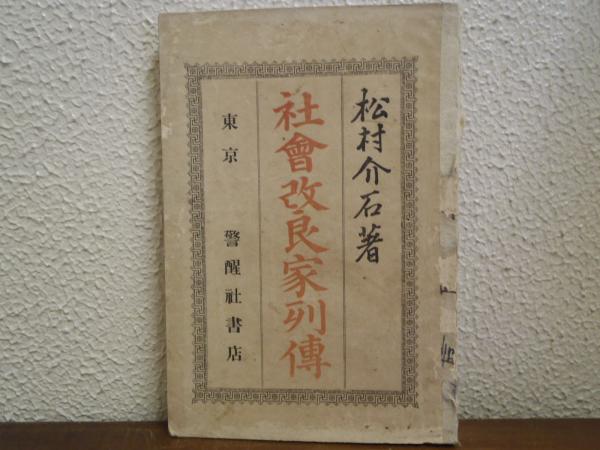 松村介石著
社會改良家列傳
東京 警醒社書店